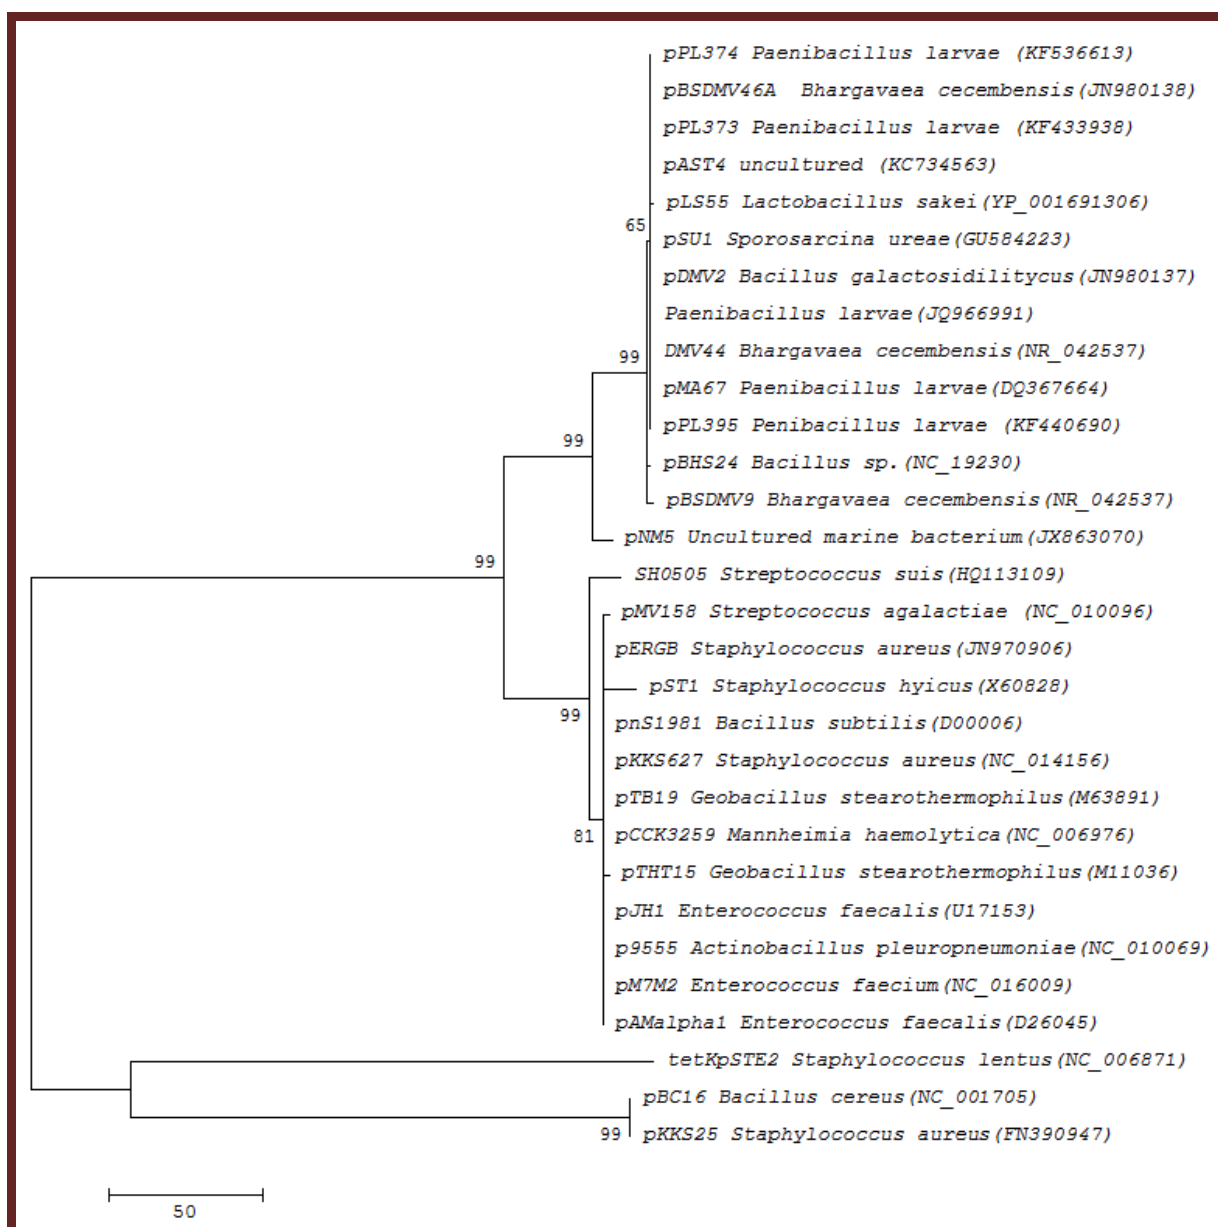 pPL374 Paenibacillus larvae (KF536613)
pBSDMV46A Bhargavaea cecembensis(JN980138)
pPL373 Paenibacillus larvae (KF433938)
pAST4 uncultured (KC734563)
pLS55 Lactobacillus sakei(YP_001691306)
65
pSU1 Sporosarcina ureae(GU584223)
pDMV2 Bacillus galactosidilitycus(JN980137)
Paenibacillus larvae(JQ966991)
99
DMV44 Bhargavaea cecembensis(NR_042537)
pMA67 Paenibacillus larvae(DQ367664)
pPL395 Penibacillus larvae (KF440690)
99
pBHS24 Bacillus sp.(NC_19230)
pBSDMV9 Bhargavaea cecembensis(NR_042537)
pNM5 Uncultured marine bacterium(JX863070)
99
SH0505 Streptococcus suis(HQ113109)
pMV158 Streptococcus agalactiae (NC_010096)
pERGB Staphylococcus aureus(JN970906)
pST1 Staphylococcus hyicus(X60828)
99
pnS1981 Bacillus subtilis(D00006)
pKKS627 Staphylococcus aureus(NC_014156)
pTB19 Geobacillus stearothermophilus(M63891)
81
pCCK3259 Mannheimia haemolytica(NC_006976)
pTHT15 Geobacillus stearothermophilus(M11036)
pJH1 Enterococcus faecalis(U17153)
p9555 Actinobacillus pleuropneumoniae(NC_010069)
pM7M2 Enterococcus faecium(NC_016009)
pAMalpha1 Enterococcus faecalis(D26045)
tetKpSTE2 Staphylococcus lentus(NC_006871)
pBC16 Bacillus cereus(NC_001705)
99
pKKS25 Staphylococcus aureus(FN390947)
50